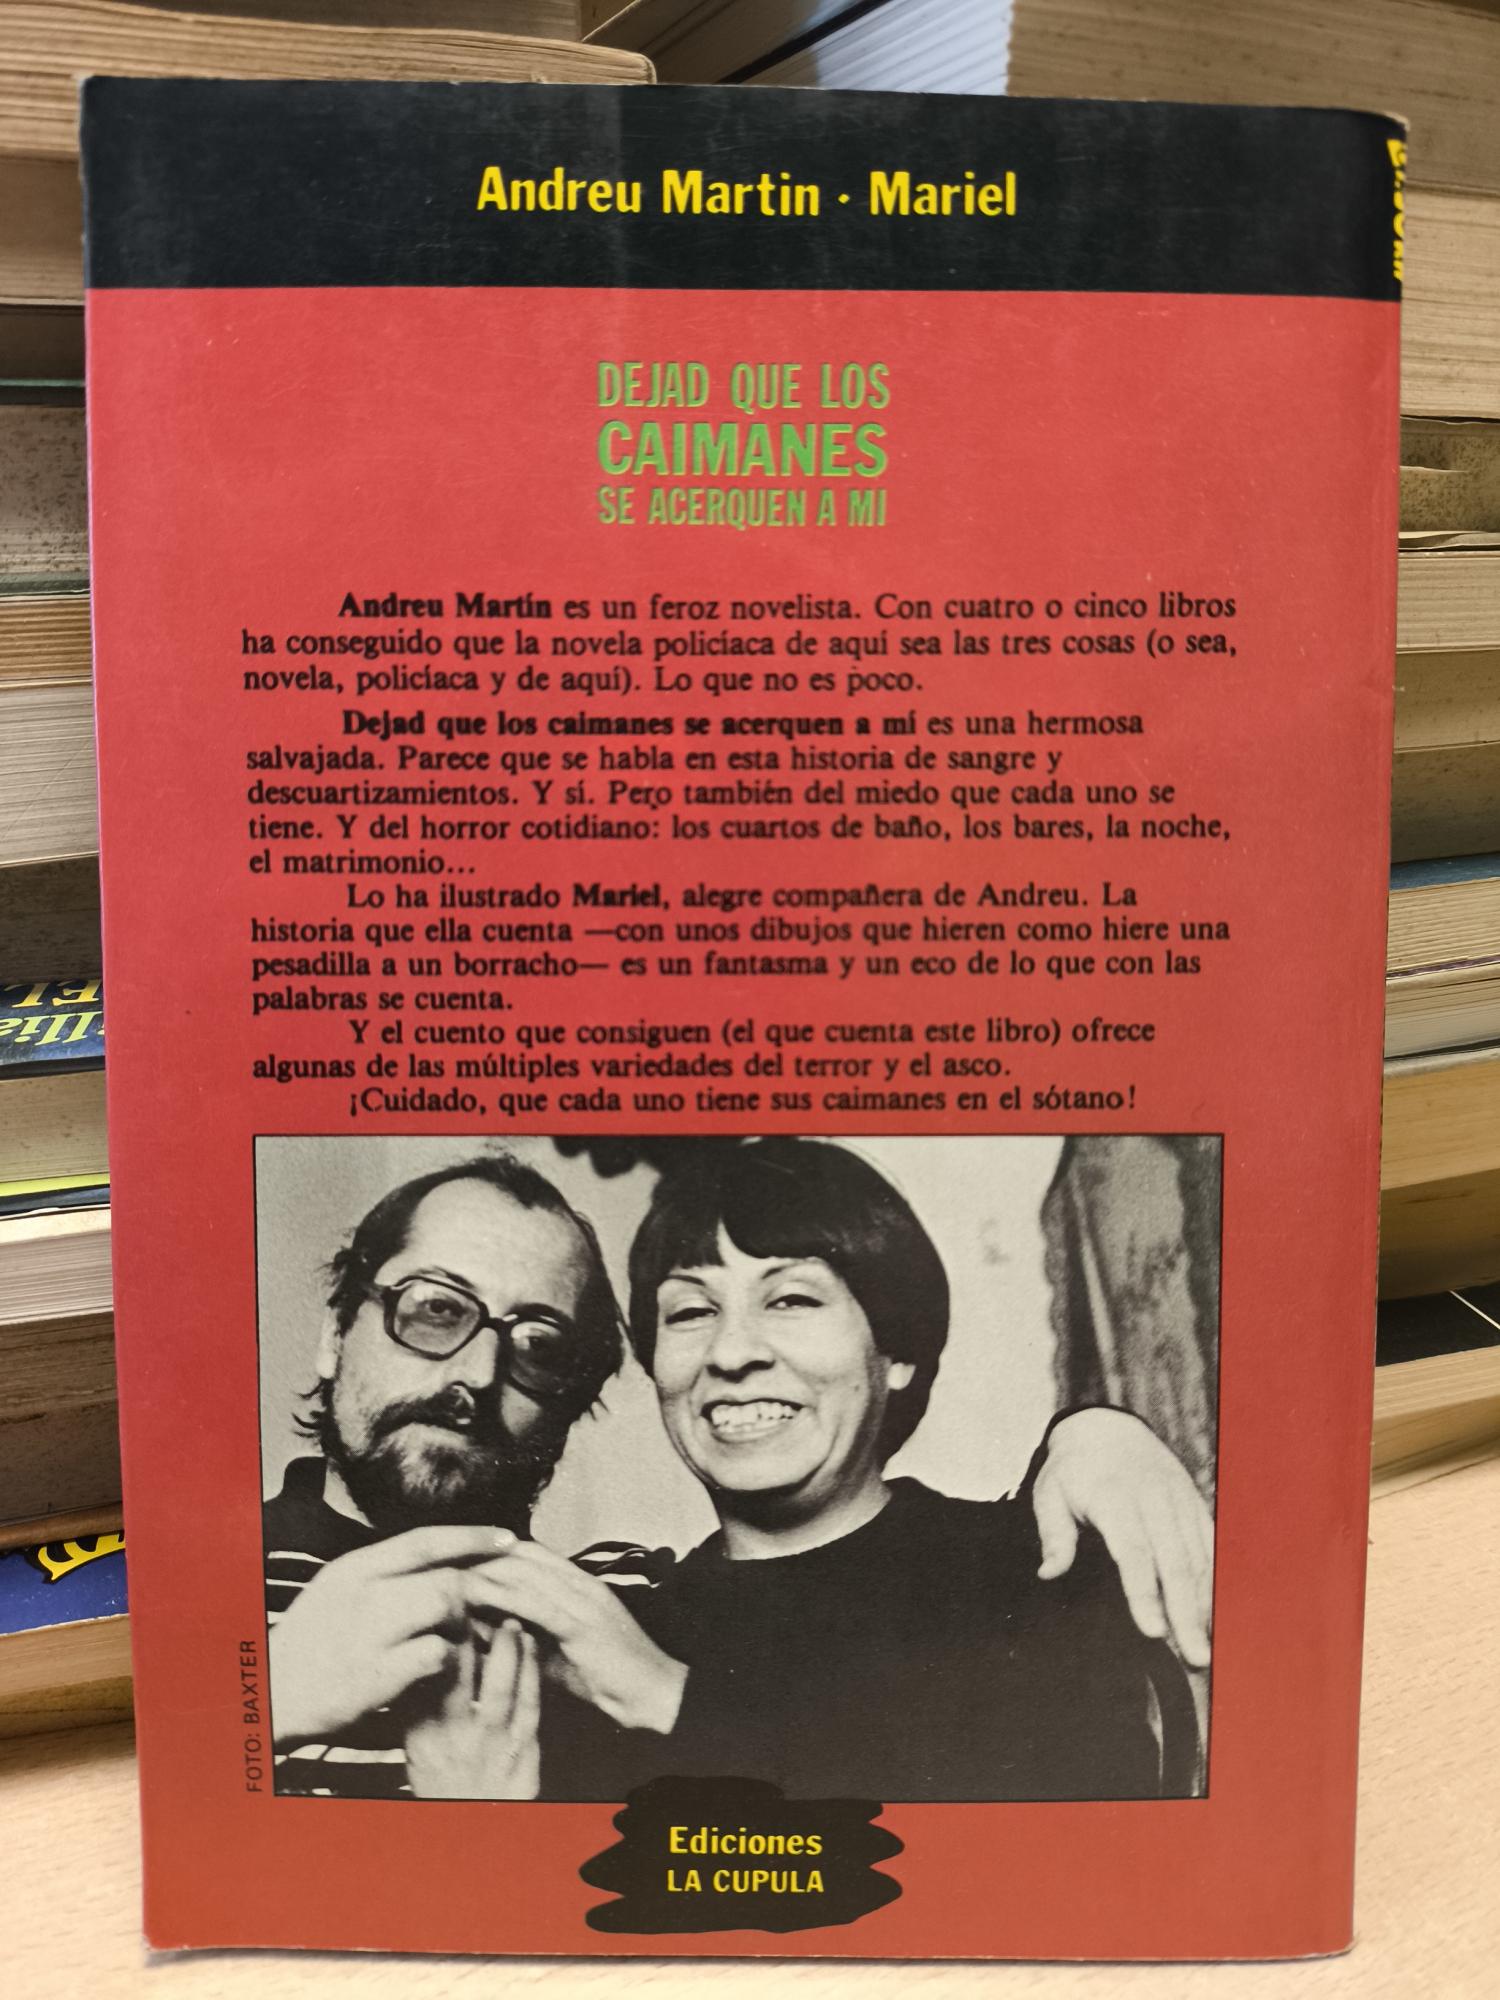 Andreu Martin · Mariel
DEJAD QUE LOS
CAIMANES
SE ACERQUEN A MI
Andreu Martín es un feroz novelista. Con cuatro o cinco libros
ha conseguido que la novela policíaca de aquí sea las tres cosas (o sea,
novela, policíaca y de aquí). Lo que no es poco.
Dejad que los caimanes se acerquen a mí es una hermosa
salvajada. Parece que se habla en esta historia de sangre y
descuartizamientos. Y sí. Pero también del miedo que cada uno se
tiene. Y del horror cotidiano: los cuartos de baño, los bares, la noche,
el matrimonio...
Lo ha ilustrado Mariel, alegre compañera de Andreu. La
historia que ella cuenta —con unos dibujos que hieren como hiere una
pesadilla a un borracho— es un fantasma y un eco de lo que con las
palabras se cuenta.
Y el cuento que consiguen (el que cuenta este libro) ofrece
algunas de las múltiples variedades del terror y el asco.
¡Cuidado, que cada uno tiene sus caimanes en el sótano!
FOTO: BAXTER
Ediciones
LA CUPULA
EL